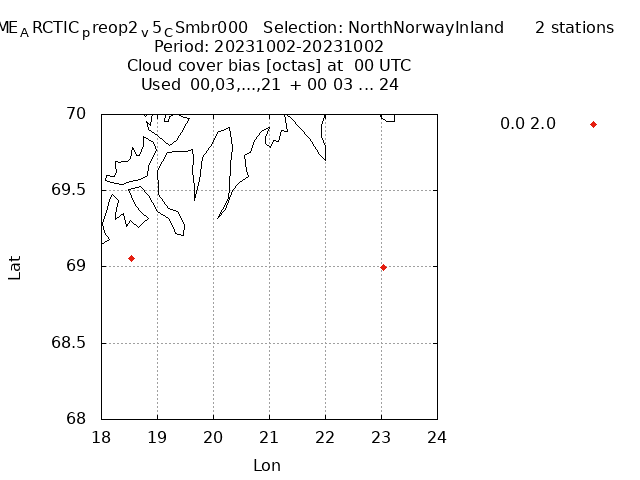 ME_ARCTIC_preop2_v5_CSmbr000   Selection: NorthNorwayInland      2 stations
Period: 20231002-20231002
Cloud cover bias [octas] at  00 UTC
Used  00,03,...,21  + 00 03 ... 24
0.0 2.0
70
69.5
69
68.5
68
18 19 20 21 22 23 24
Lat
Lon